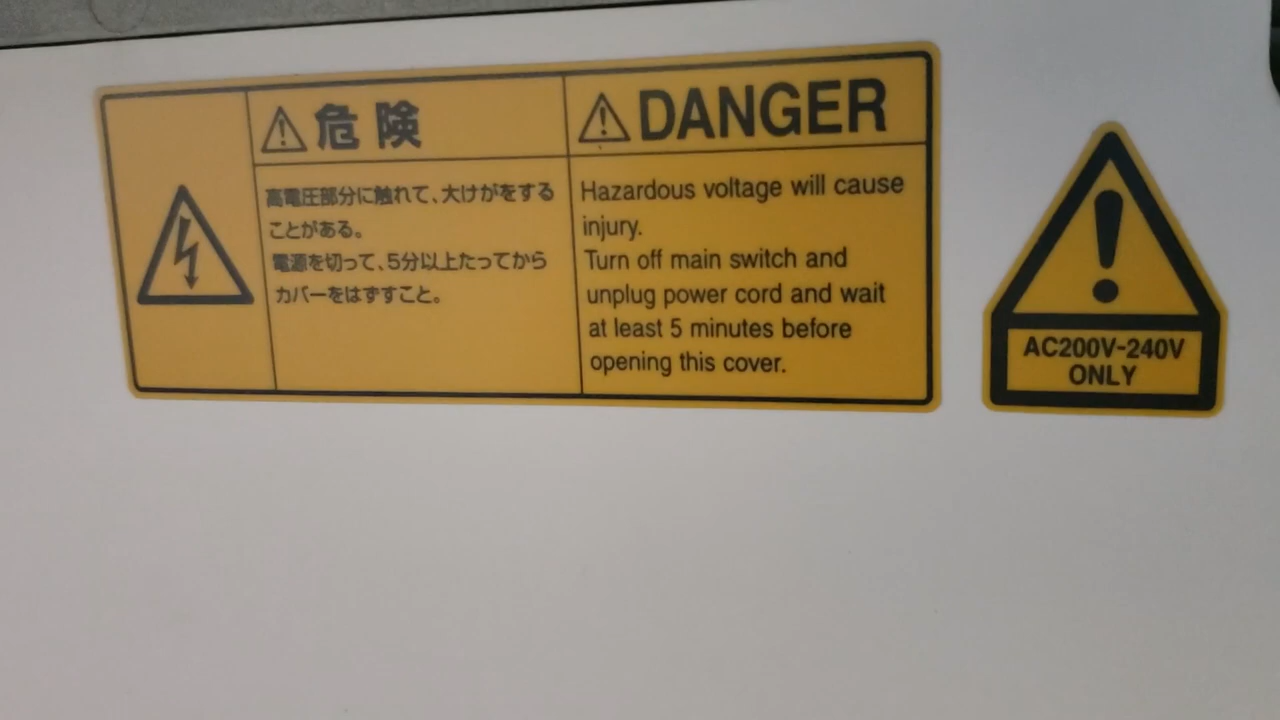 危険
高電圧部分に触れて、大けがをする
ことがある。
電源を切って、5分以上たってから
カバーをはずすこと。
DANGER
Hazardous voltage will cause
injury.
Turn off main switch and
unplug power cord and wait
at least 5 minutes before
opening this cover.
AC200V-240V
ONLY